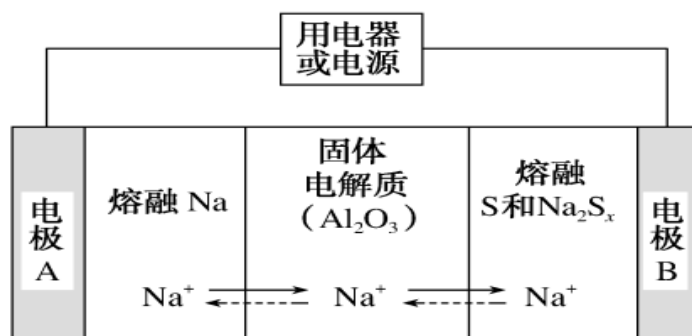 用电器
或电源
电极
A
熔融 Na
固体
电解质
(Al₂O₃)
熔融
S和Na₂Sₓ
电极
B
Na⁺
Na⁺
Na⁺